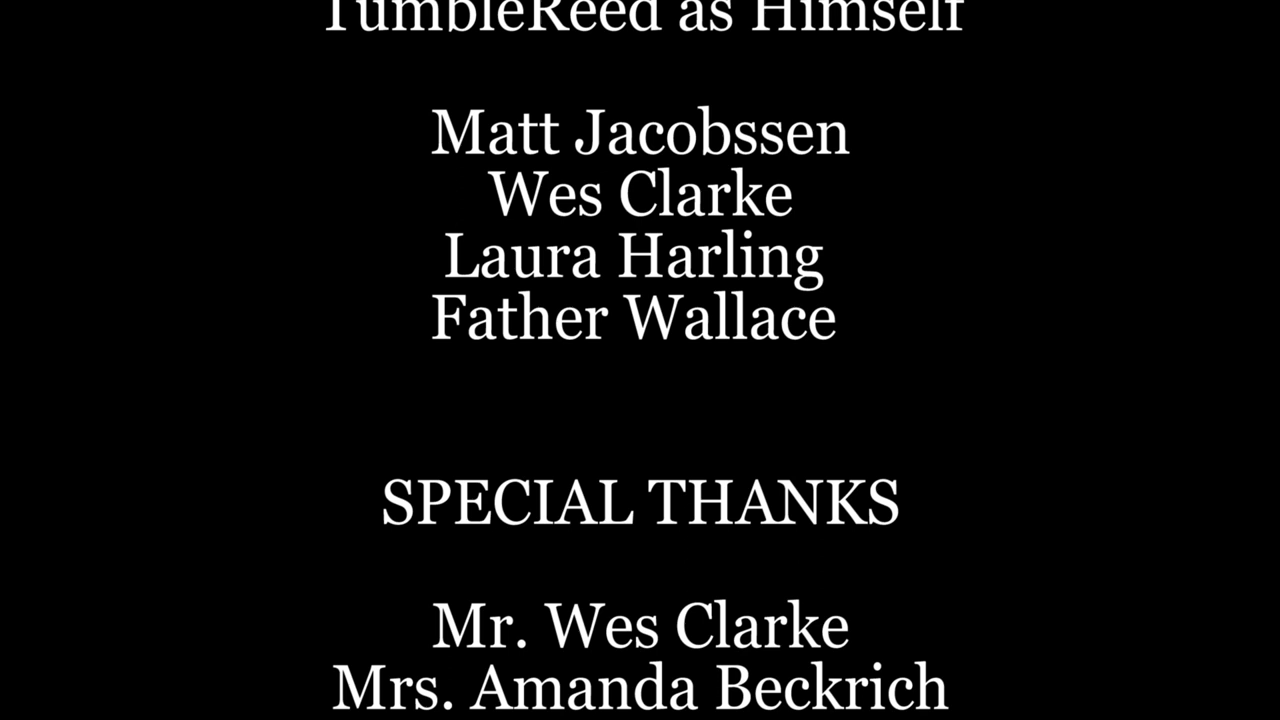 TumbleReed as Himself
Matt Jacobssen
Wes Clarke
Laura Harling
Father Wallace
SPECIAL THANKS
Mr. Wes Clarke
Mrs. Amanda Beckrich